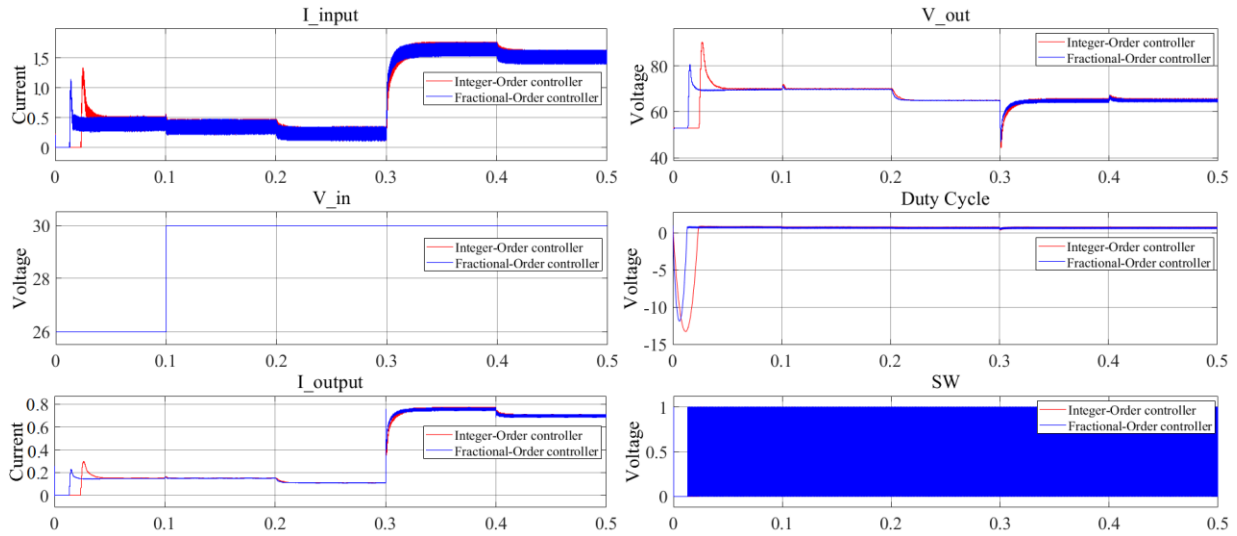 I_input
Current
15
10
0.5
0
Integer-Order controller
Fractional-Order controller
0 0.1 0.2 0.3 0.4 0.5
V_out
Voltage
80
60
40
Integer-Order controller
Fractional-Order controller
0 0.1 0.2 0.3 0.4 0.5
V_in
Voltage
30
28
26
Integer-Order controller
Fractional-Order controller
0 0.1 0.2 0.3 0.4 0.5
Duty Cycle
Voltage
0
-5
-10
-15
Integer-Order controller
Fractional-Order controller
0 0.1 0.2 0.3 0.4 0.5
I_output
Current
0.8
0.6
0.4
0.2
0
Integer-Order controller
Fractional-Order controller
0 0.1 0.2 0.3 0.4 0.5
SW
Voltage
1
0.5
0
Integer-Order controller
Fractional-Order controller
0 0.1 0.2 0.3 0.4 0.5